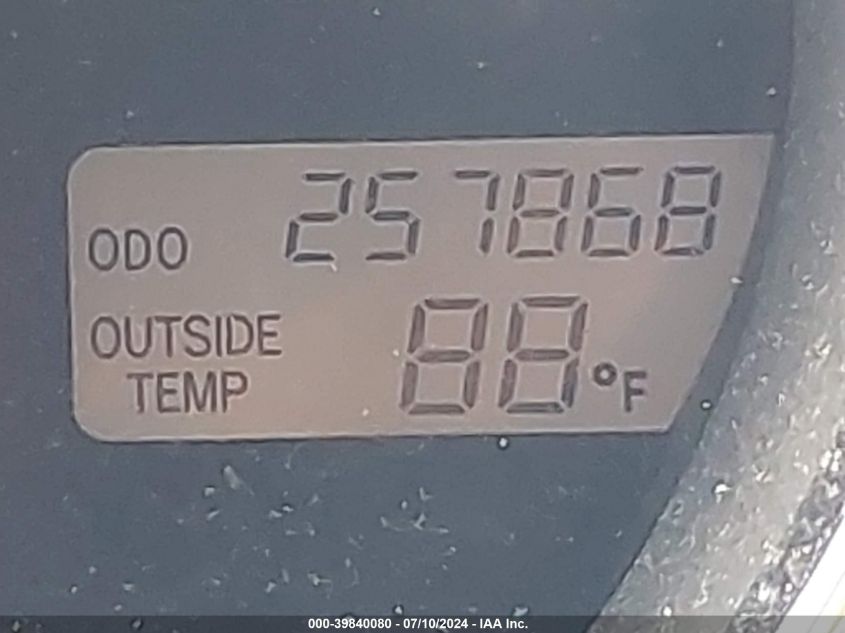 ODO 257868
OUTSIDE 88°F
TEMP
000-39840080 - 07/10/2024 - IAA Inc.